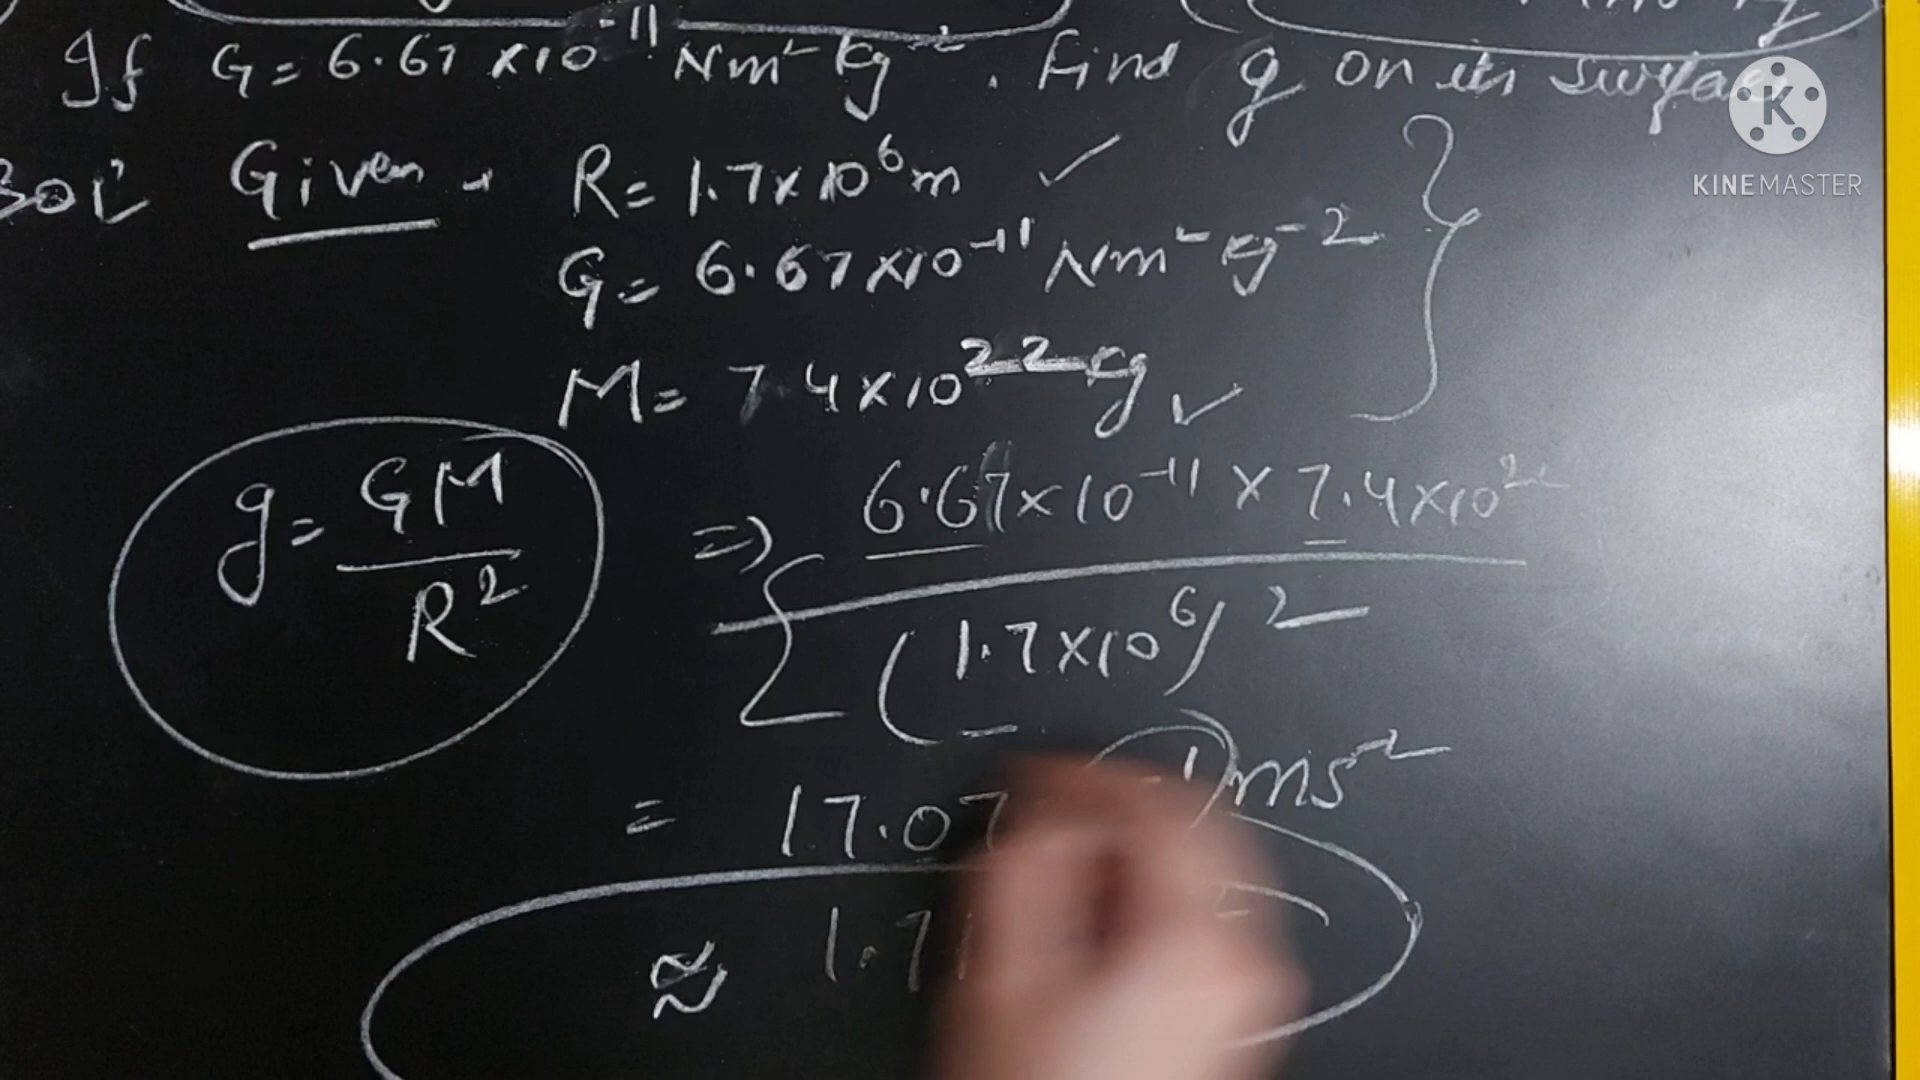 If G = 6.67 × 10⁻¹¹ Nm² kg⁻². Find g on its surface
K
KINEMASTER
Sol Given - R = 1.7 × 10⁶ m ✓
G = 6.67 × 10⁻¹¹ Nm² kg⁻²
M = 7.4 × 10²² kg ✓
g = GM / R²
=> 6.67 × 10⁻¹¹ × 7.4 × 10²² / (1.7 × 10⁶)²
= 17.07 ⁻¹ ms⁻²
≈ 1.7